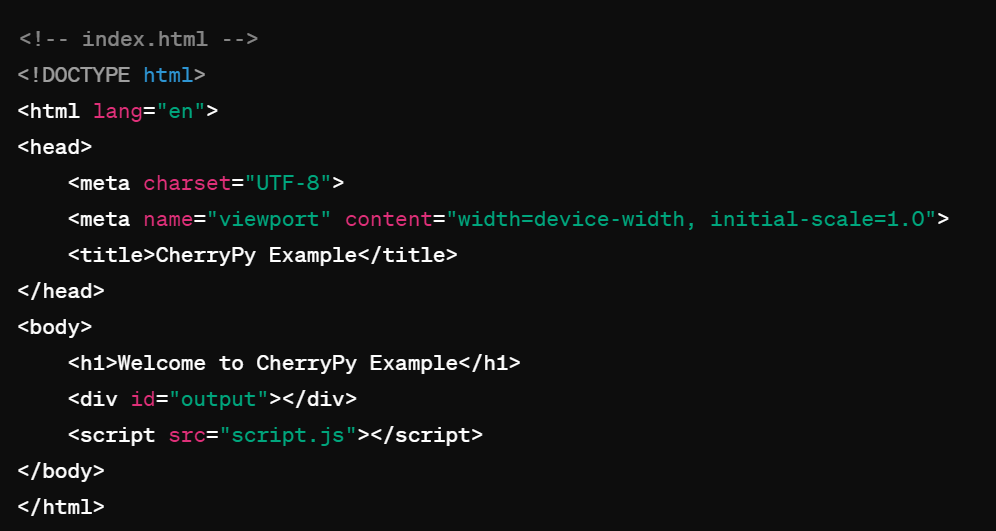 <!-- index.html -->
<!DOCTYPE html>
<html lang="en">
<head>
    <meta charset="UTF-8">
    <meta name="viewport" content="width=device-width, initial-scale=1.0">
    <title>CherryPy Example</title>
</head>
<body>
    <h1>Welcome to CherryPy Example</h1>
    <div id="output"></div>
    <script src="script.js"></script>
</body>
</html>